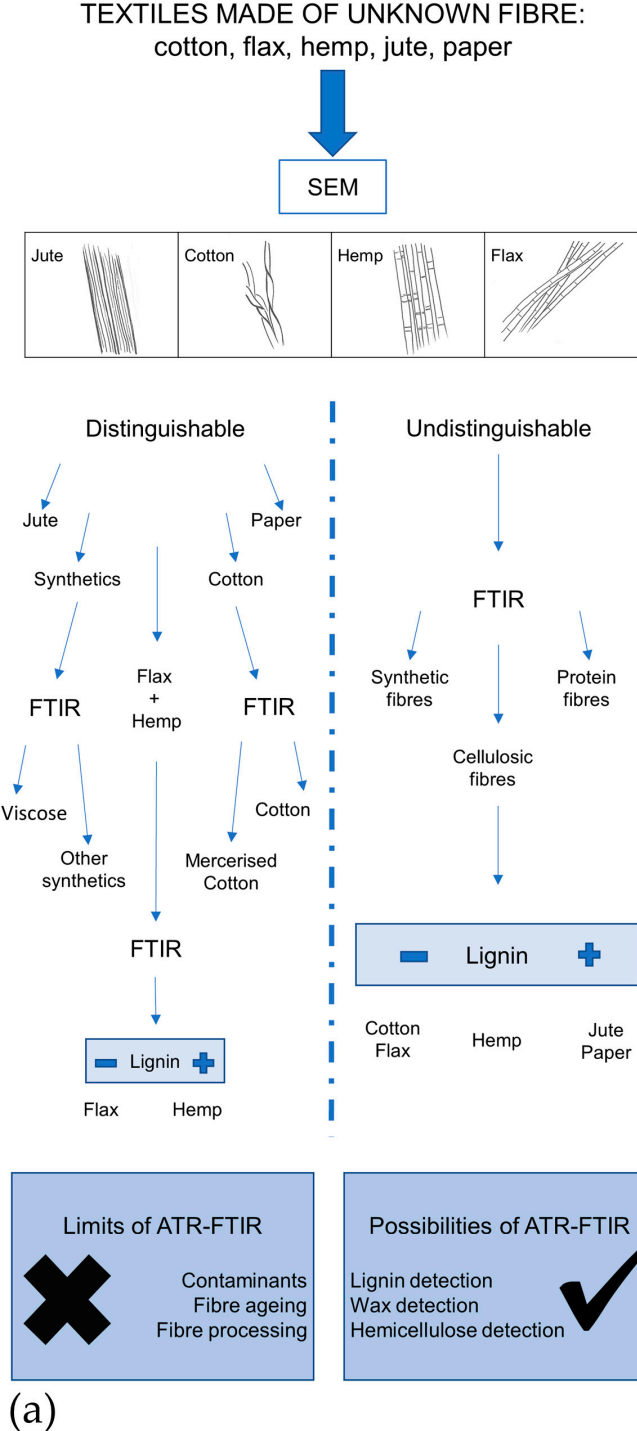 TEXTILES MADE OF UNKNOWN FIBRE:
cotton, flax, hemp, jute, paper
SEM
Jute
Cotton
Hemp
Flax
Distinguishable
Jute
Paper
Synthetics
Cotton
FTIR
Flax
+
Hemp
FTIR
Viscose
Cotton
Other
synthetics
Mercerised
Cotton
FTIR
Lignin
Flax
Hemp
Undistinguishable
FTIR
Synthetic
fibres
Protein
fibres
Cellulosic
fibres
Lignin
Cotton
Flax
Hemp
Jute
Paper
Limits of ATR-FTIR
Contaminants
Fibre ageing
Fibre processing
Possibilities of ATR-FTIR
Lignin detection
Wax detection
Hemicellulose detection
(a)